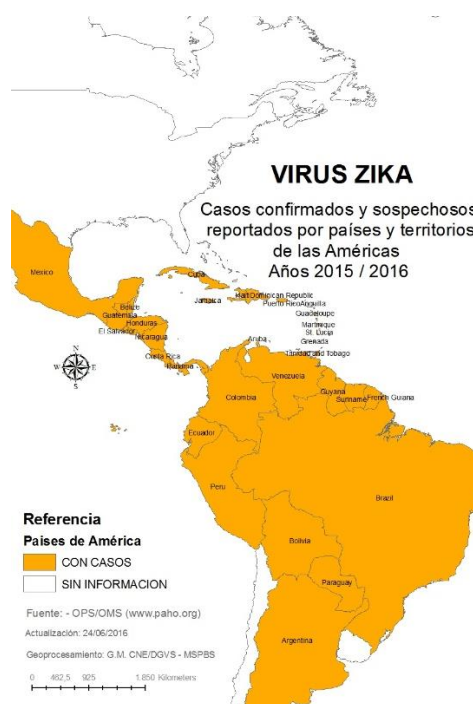 VIRUS ZIKA
Casos confirmados y sospechosos
reportados por países y territorios
de las Américas
Años 2015 / 2016
Mexico
Cuba
Belize
Jamaica
Haiti
Dominican Republic
Puerto Rico
Anguilla
Guatemala
Guadeloupe
Honduras
Martinique
El Salvador
St. Lucia
Nicaragua
Grenada
Aruba
Costa Rica
Trinidad and Tobago
Panama
N
W
E
S
Venezuela
Guyana
Colombia
Suriname
French Guiana
Ecuador
Peru
Brazil
Bolivia
Paraguay
Argentina
Referencia
Países de América
CON CASOS
SIN INFORMACION
Fuente: - OPS/OMS (www.paho.org)
Actualización: 24/06/2016
Geoprocesamiento: G.M. CNE/DGVS - MSPBS
0 462,5 925 1.850 Kilometers